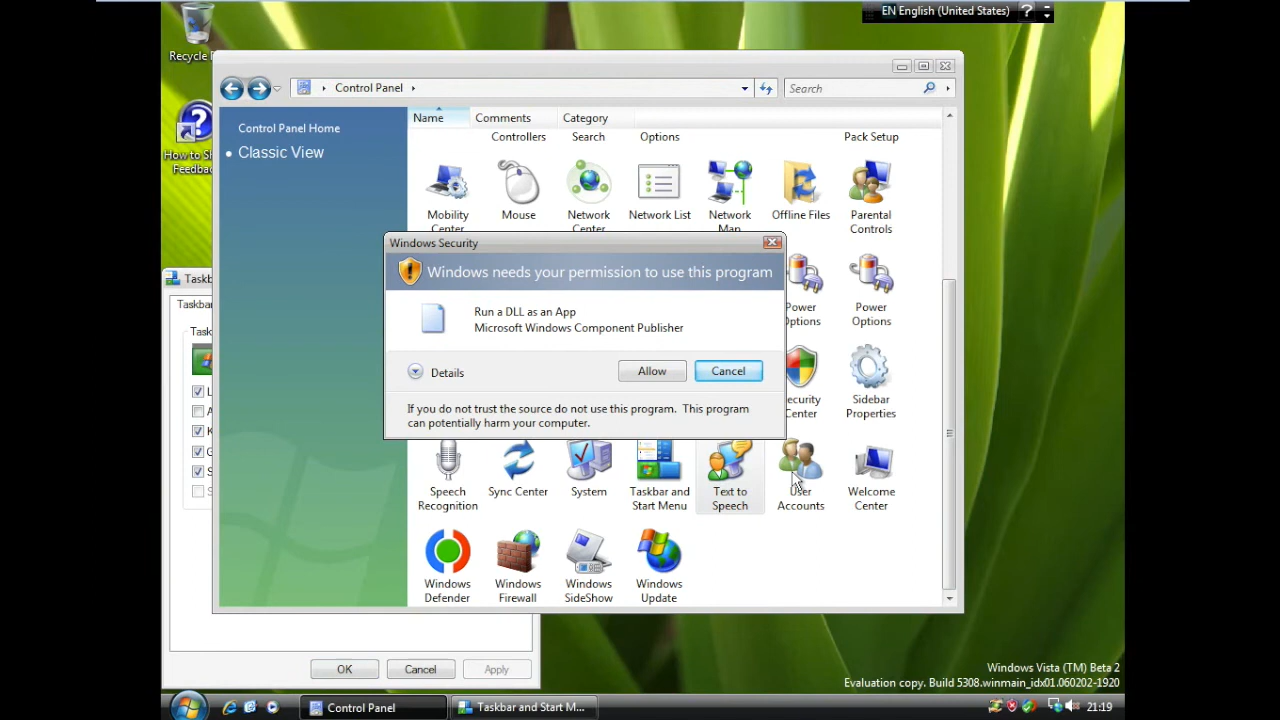 EN English (United States)
?
Recycle
How to S
Feedbac
Control Panel
Search
Control Panel Home
Classic View
Name
Comments
Category
Controllers
Search
Options
Pack Setup
Mobility
Center
Mouse
Network
Center
Network List
Network
Map
Offline Files
Parental
Controls
Windows Security
Windows needs your permission to use this program
Run a DLL as an App
Microsoft Windows Component Publisher
Details
Allow
Cancel
If you do not trust the source do not use this program. This program
can potentially harm your computer.
Power
Options
Power
Options
Security
Center
Sidebar
Properties
Speech
Recognition
Sync Center
System
Taskbar and
Start Menu
Text to
Speech
User
Accounts
Welcome
Center
Windows
Defender
Windows
Firewall
Windows
SideShow
Windows
Update
Taskb
Taskbar
Task
L
A
K
G
S
S
OK
Cancel
Apply
Windows Vista (TM) Beta 2
Evaluation copy. Build 5308.winmain_idx01.060202-1920
Control Panel
Taskbar and Start M...
21:19